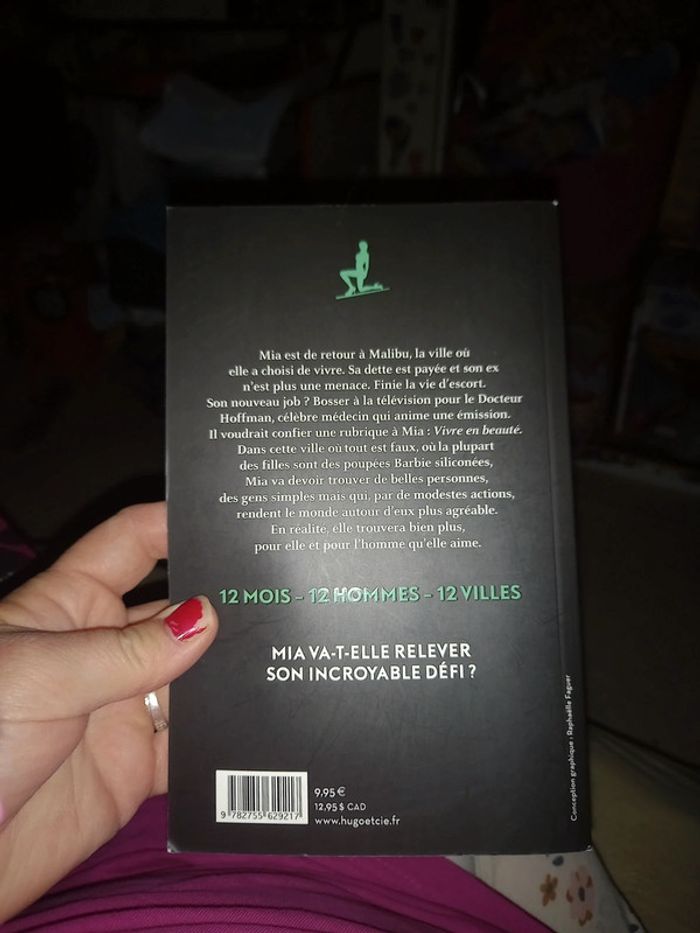 Mia est de retour à Malibu, la ville où
elle a choisi de vivre. Sa dette est payée et son ex
n'est plus une menace. Finie la vie d'escort.
Son nouveau job ? Bosser à la télévision pour le Docteur
Hoffman, célèbre médecin qui anime une émission.
Il voudrait confier une rubrique à Mia : Vivre en beauté.
Dans cette ville où tout est faux, où la plupart
des filles sont des poupées Barbie siliconées,
Mia va devoir trouver de belles personnes,
des gens simples mais qui, par de modestes actions,
rendent le monde autour d'eux plus agréable.
En réalité, elle trouvera bien plus,
pour elle et pour l'homme qu'elle aime.
12 MOIS – 12 HOMMES – 12 VILLES
MIA VA-T-ELLE RELEVER
SON INCROYABLE DÉFI ?
9,95 €
12,95 $ CAD
www.hugoetcie.fr
9 782755 629217
Conception graphique : Raphaëlle Faguer